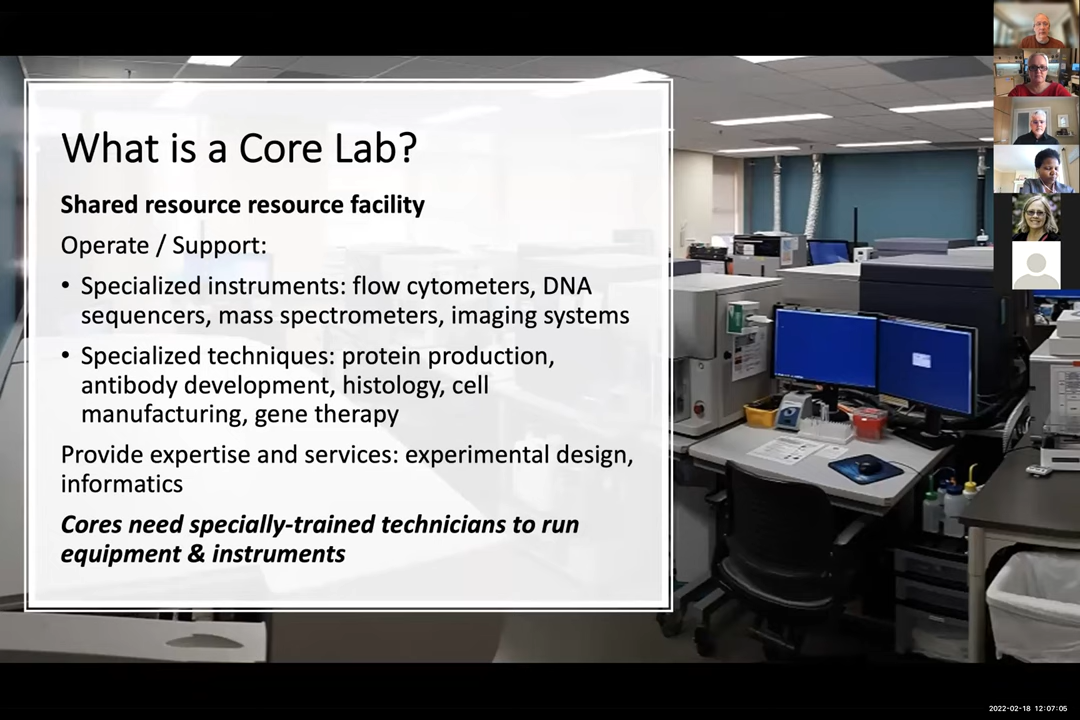 What is a Core Lab?
Shared resource resource facility
Operate / Support:
• Specialized instruments: flow cytometers, DNA
sequencers, mass spectrometers, imaging systems
• Specialized techniques: protein production,
antibody development, histology, cell
manufacturing, gene therapy
Provide expertise and services: experimental design,
informatics
Cores need specially-trained technicians to run
equipment & instruments
2022-02-18 12:07:05